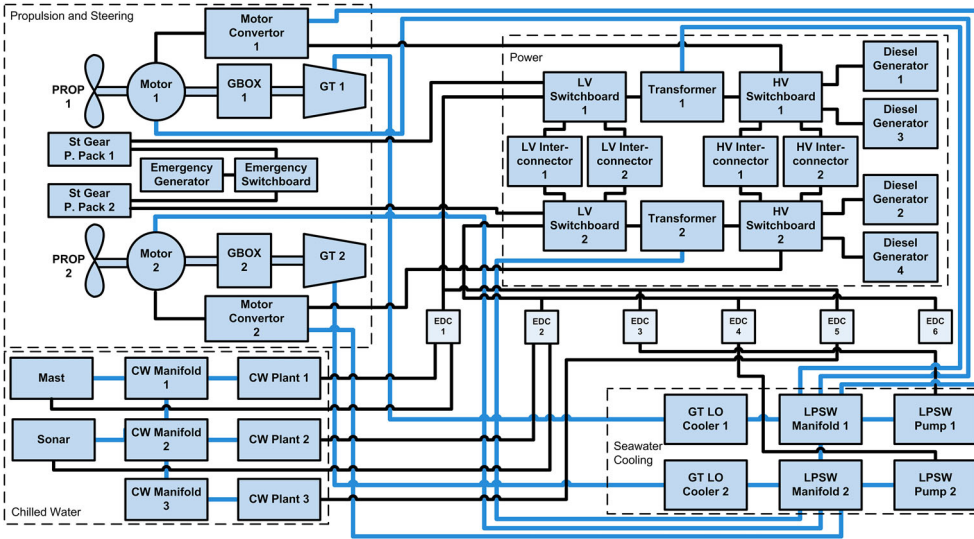 Propulsion and Steering
Motor
Convertor
1
PROP
1
Motor
1
GBOX
1
GT 1
St Gear
P. Pack 1
Emergency
Generator
Emergency
Switchboard
St Gear
P. Pack 2
PROP
2
Motor
2
GBOX
2
GT 2
Motor
Convertor
2
Power
LV
Switchboard
1
Transformer
1
HV
Switchboard
1
Diesel
Generator
1
Diesel
Generator
3
LV Inter-
connector
1
LV Inter-
connector
2
HV Inter-
connector
1
HV Inter-
connector
2
LV
Switchboard
2
Transformer
2
HV
Switchboard
2
Diesel
Generator
2
Diesel
Generator
4
EDC
1
EDC
2
EDC
3
EDC
4
EDC
5
EDC
6
Mast
CW Manifold
1
CW Plant 1
Sonar
CW Manifold
2
CW Plant 2
CW Manifold
3
CW Plant 3
Chilled Water
GT LO
Cooler 1
LPSW
Manifold 1
LPSW
Pump 1
Seawater
Cooling
GT LO
Cooler 2
LPSW
Manifold 2
LPSW
Pump 2